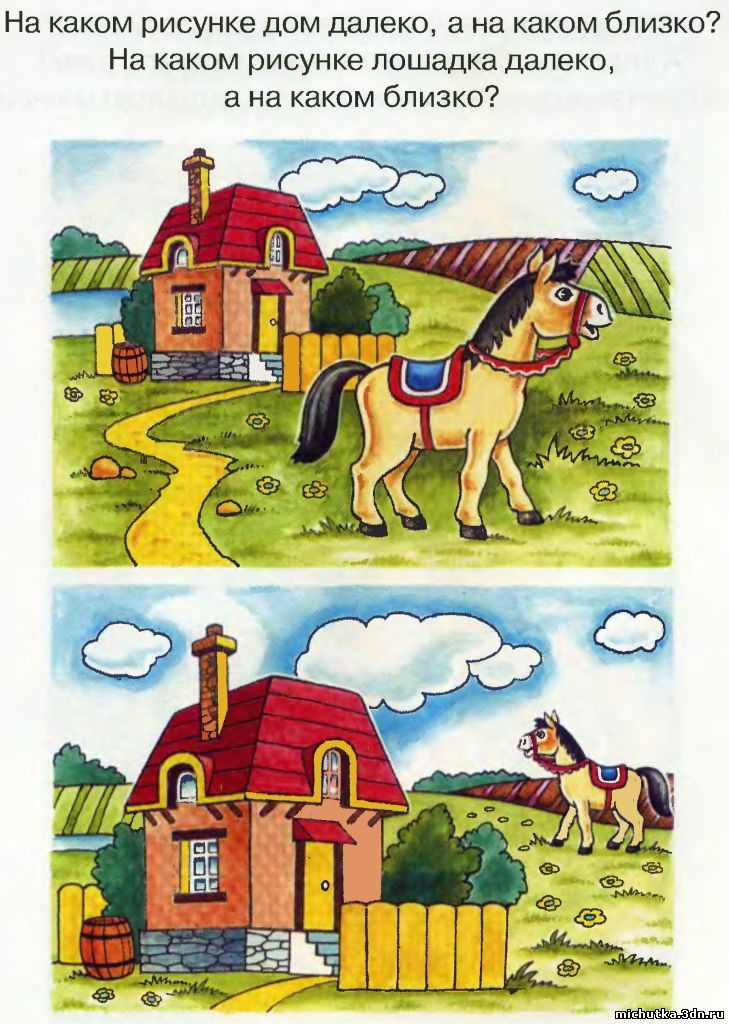 На каком рисунке дом далеко, а на каком близко?
На каком рисунке лошадка далеко,
а на каком близко?
michutka.3dn.ru